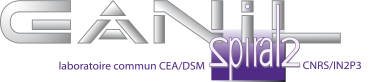 GANIL
spiral2
laboratoire commun CEA/DSM CNRS/IN2P3